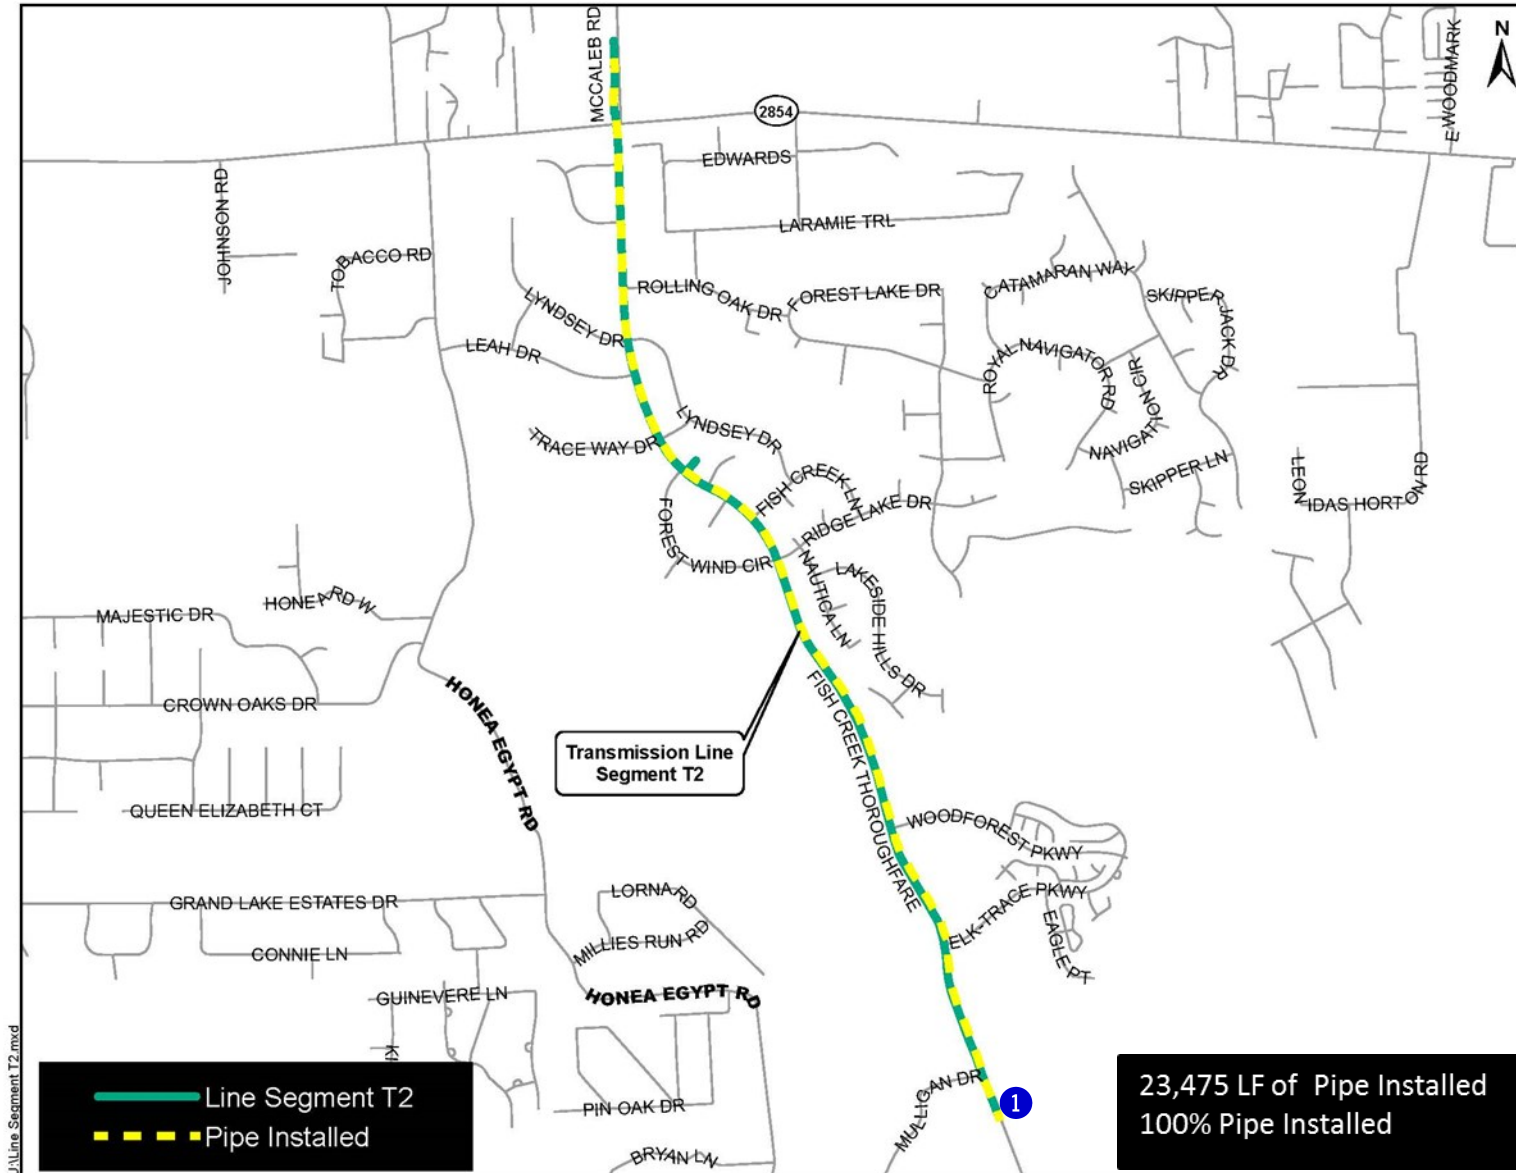 MCCALEB RD
N
E WOODMARK
2854
EDWARDS
JOHNSON RD
LARAMIE TRL
TOBACCO RD
ROLLING OAK DR
FOREST LAKE DR
CATAMARAN WAY
SKIPPER JACK DR
LYNDSEY DR
LEAH DR
ROYAL NAVIGATOR RD
NAVIGATION CIR
LYNDSEY DR
TRACE WAY DR
SKIPPER LN
LEONIDAS HORTON RD
FISH CREEK LN
RIDGE LAKE DR
FOREST WIND CIR
NAUTICA LN
LAKESIDE HILLS DR
HONEA RD W
MAJESTIC DR
CROWN OAKS DR
HONEA EGYPT RD
FISH CREEK THOROUGHFARE
Transmission Line
Segment T2
QUEEN ELIZABETH CT
WOODFOREST PKWY
GRAND LAKE ESTATES DR
LORNA RD
ELK-TRACE PKWY
EAGLE PT
CONNIE LN
MILLIES RUN RD
GUINEVERE LN
HONEA EGYPT RD
KI
MULLIGAN DR
1
PIN OAK DR
BRYAN LN
Line Segment T2
Pipe Installed
23,475 LF of Pipe Installed
100% Pipe Installed
J:\Line Segment T2.mxd